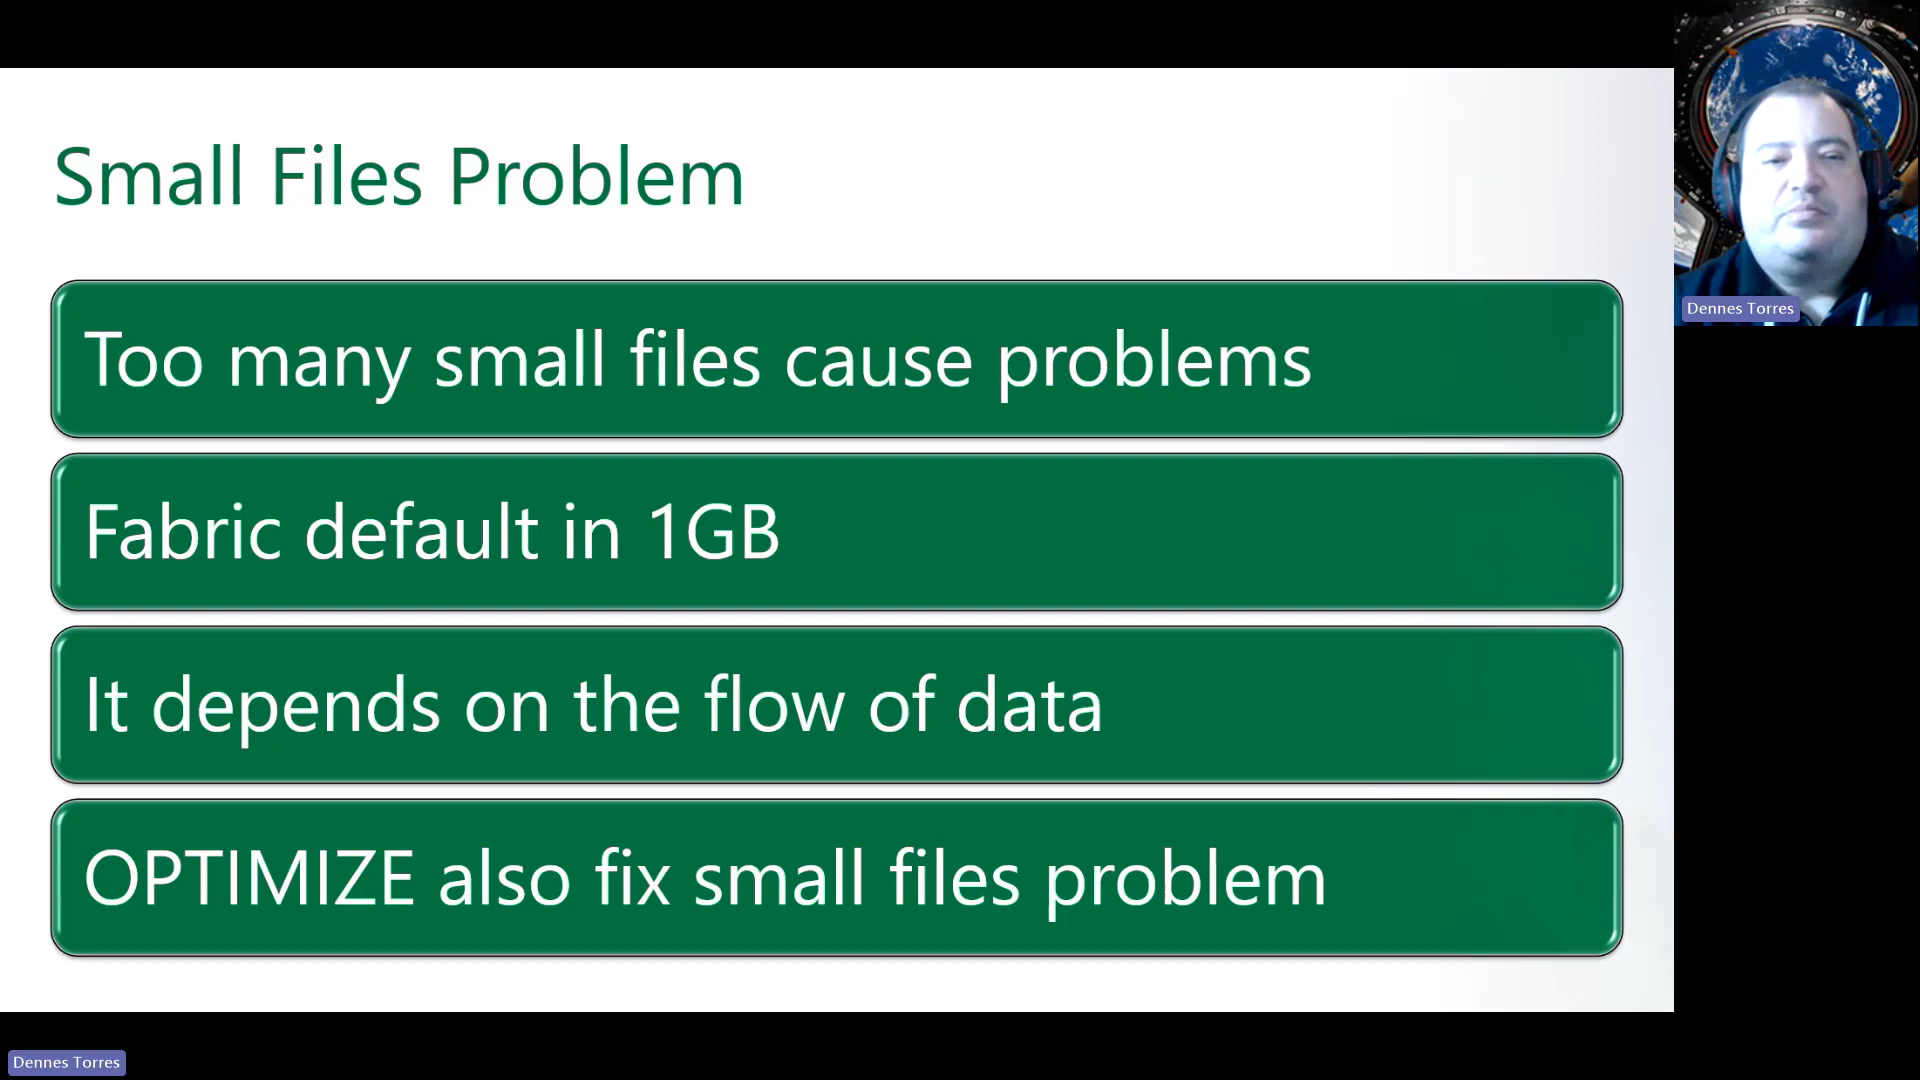 Small Files Problem
Too many small files cause problems
Fabric default in 1GB
It depends on the flow of data
OPTIMIZE also fix small files problem
Dennes Torres
Dennes Torres